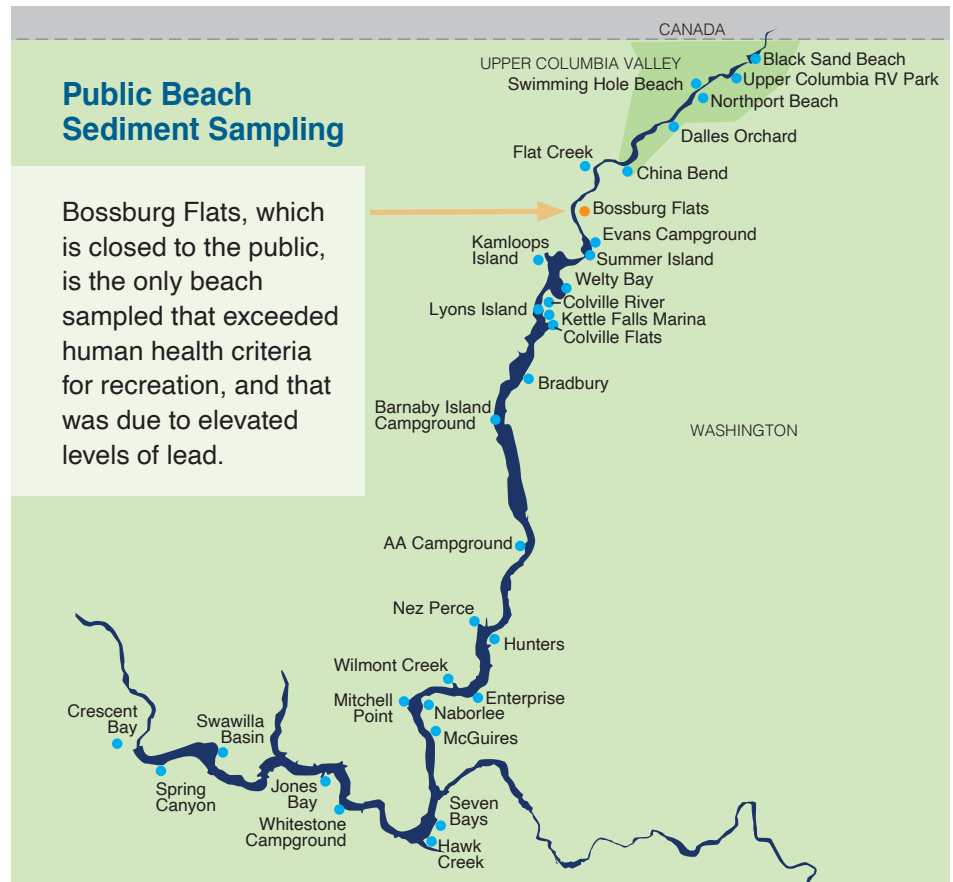 CANADA
UPPER COLUMBIA VALLEY
Black Sand Beach
Swimming Hole Beach
Upper Columbia RV Park
Northport Beach
Dalles Orchard
Public Beach
Sediment Sampling
Flat Creek
China Bend
Bossburg Flats, which
is closed to the public,
is the only beach
sampled that exceeded
human health criteria
for recreation, and that
was due to elevated
levels of lead.
Bossburg Flats
Evans Campground
Kamloops
Island
Summer Island
Welty Bay
Colville River
Lyons Island
Kettle Falls Marina
Colville Flats
Bradbury
Barnaby Island
Campground
WASHINGTON
AA Campground
Nez Perce
Hunters
Wilmont Creek
Enterprise
Mitchell
Point
Naborlee
McGuires
Crescent
Bay
Swawilla
Basin
Spring
Canyon
Jones
Bay
Whitestone
Campground
Seven
Bays
Hawk
Creek